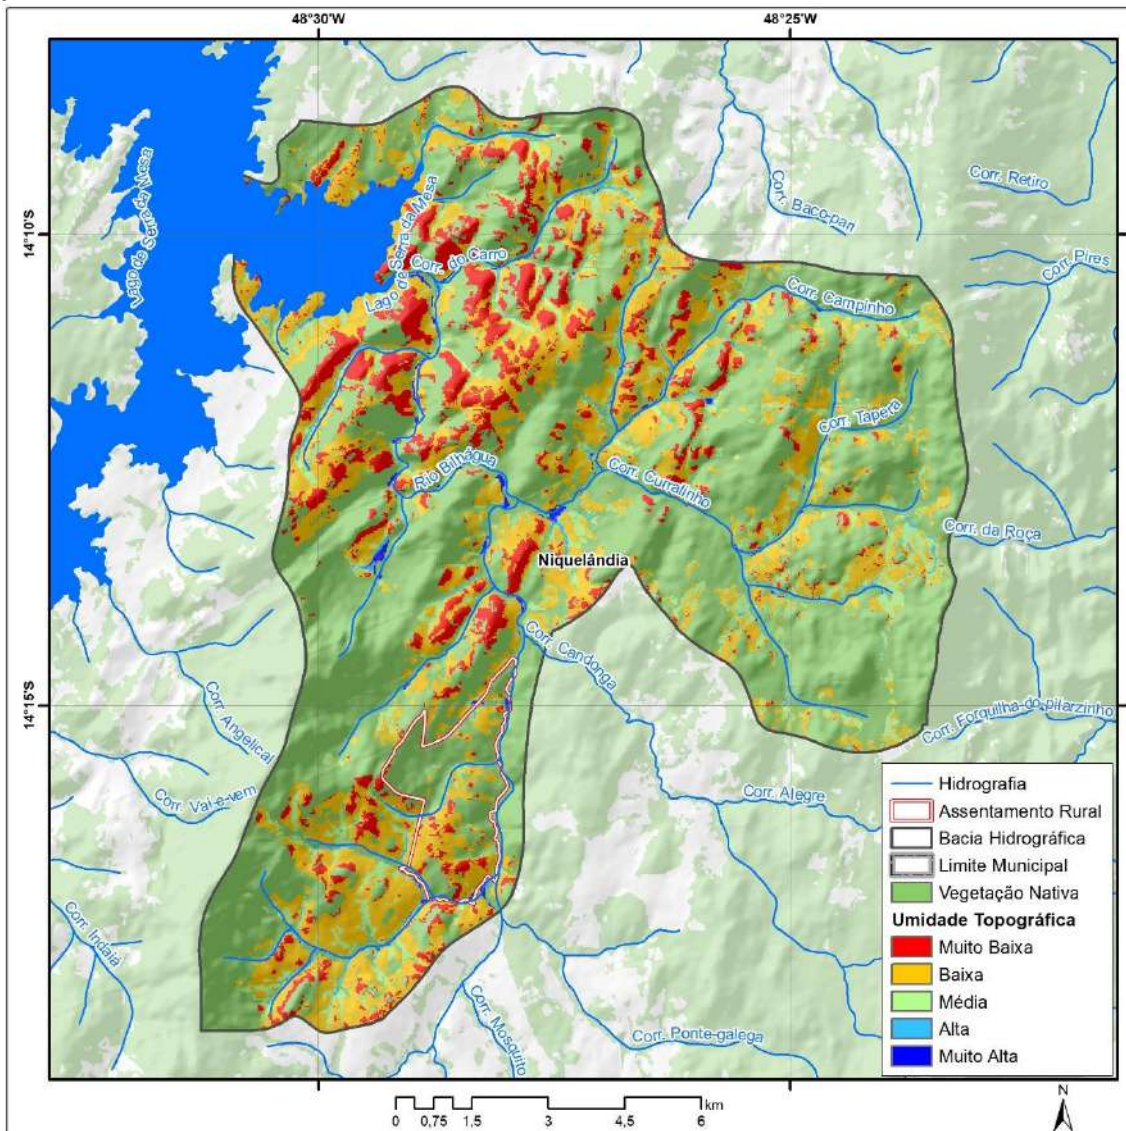 48°30'W
48°25'W
14°10'S
14°15'S
Lago de Serra da Mesa
Lago de Serra da Mesa
Corr. do Carro
Corr. Baco-pari
Corr. Retiro
Corr. Pires
Corr. Campinho
Corr. Tapera
Rio Bilhágua
Corr. Curralinho
Corr. da Roça
Niquelândia
Corr. Candonga
Corr. Angelical
Corr. Forquilha-do-pilarzinho
Corr. Val-e-vem
Corr. Alegre
Corr. Indaiá
Corr. Mosquito
Corr. Ponte-galega
Hidrografia
Assentamento Rural
Bacia Hidrográfica
Limite Municipal
Vegetação Nativa
Umidade Topográfica
Muito Baixa
Baixa
Média
Alta
Muito Alta
0 0,75 1,5 3 4,5 6
km
N